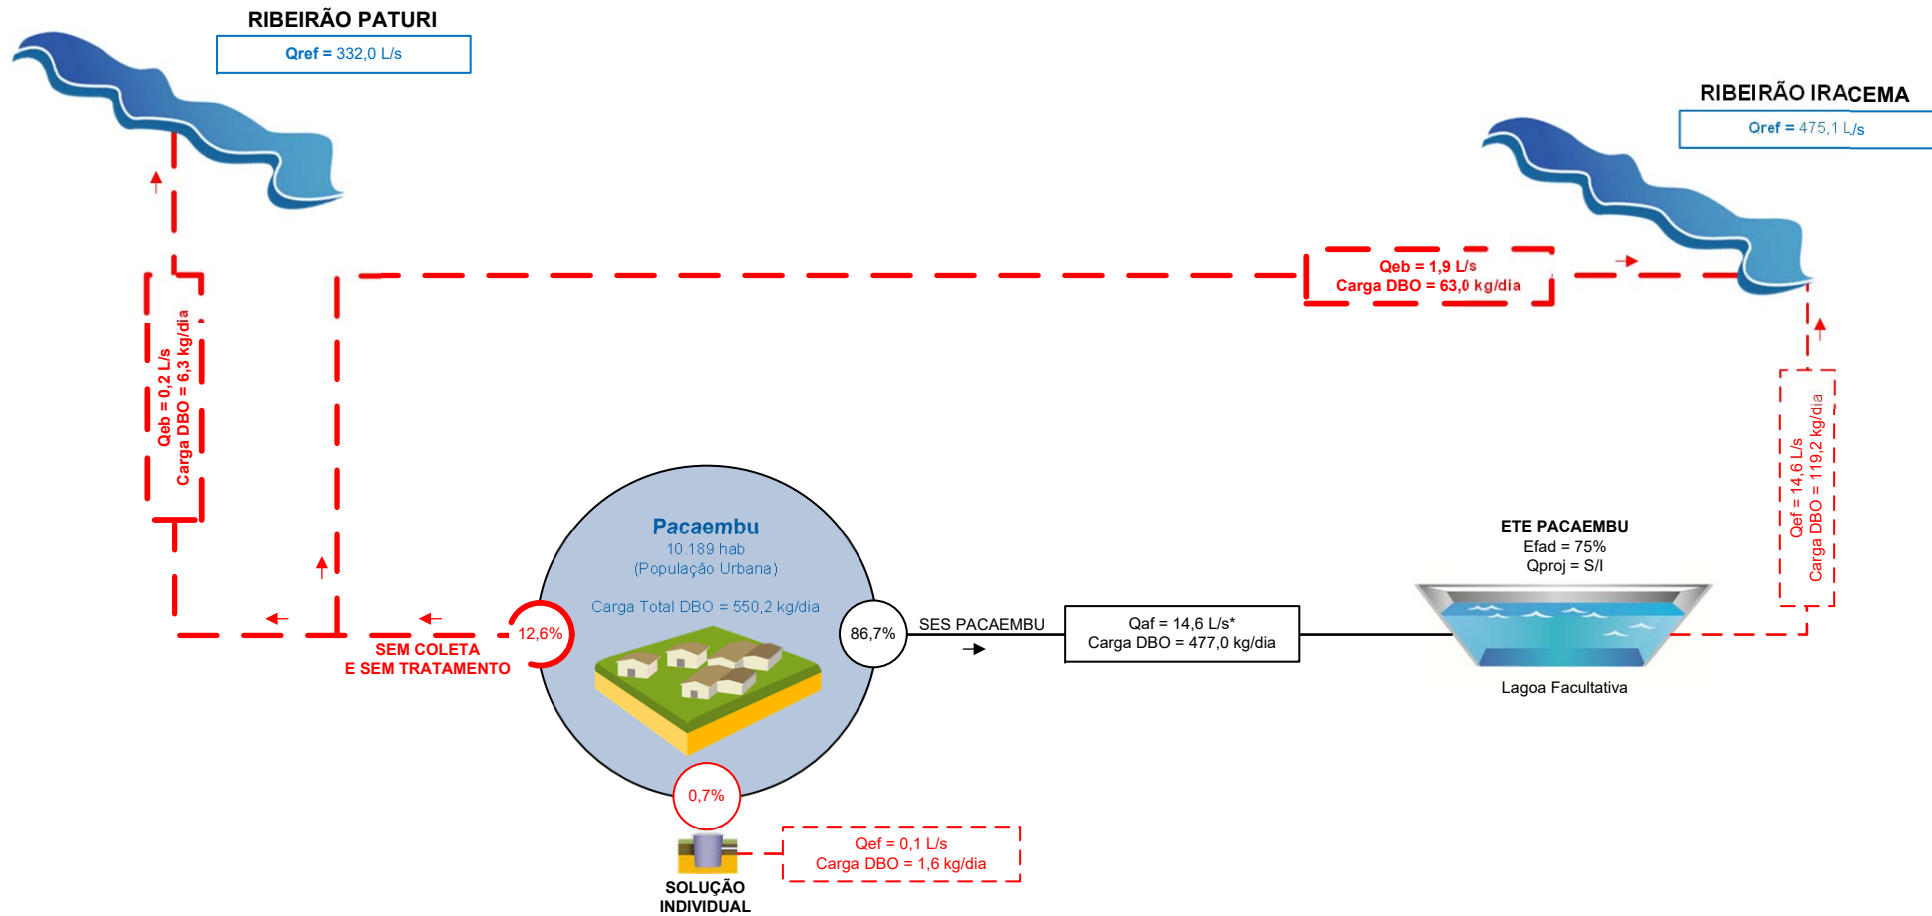 RIBEIRÃO PATURI
Qref = 332,0 L/s
RIBEIRÃO IRACEMA
Qref = 475,1 L/s
Qeb = 1,9 L/s
Carga DBO = 63,0 kg/dia
Qeb = 0,2 L/s
Carga DBO = 6,3 kg/dia
Qef = 14,6 L/s
Carga DBO = 119,2 kg/dia
Pacaembu
10.189 hab
(População Urbana)
Carga Total DBO = 550,2 kg/dia
12,6%
SEM COLETA
E SEM TRATAMENTO
86,7%
SES PACAEMBU
Qaf = 14,6 L/s*
Carga DBO = 477,0 kg/dia
ETE PACAEMBU
Efad = 75%
Qproj = S/I
Lagoa Facultativa
0,7%
Qef = 0,1 L/s
Carga DBO = 1,6 kg/dia
SOLUÇÃO
INDIVIDUAL